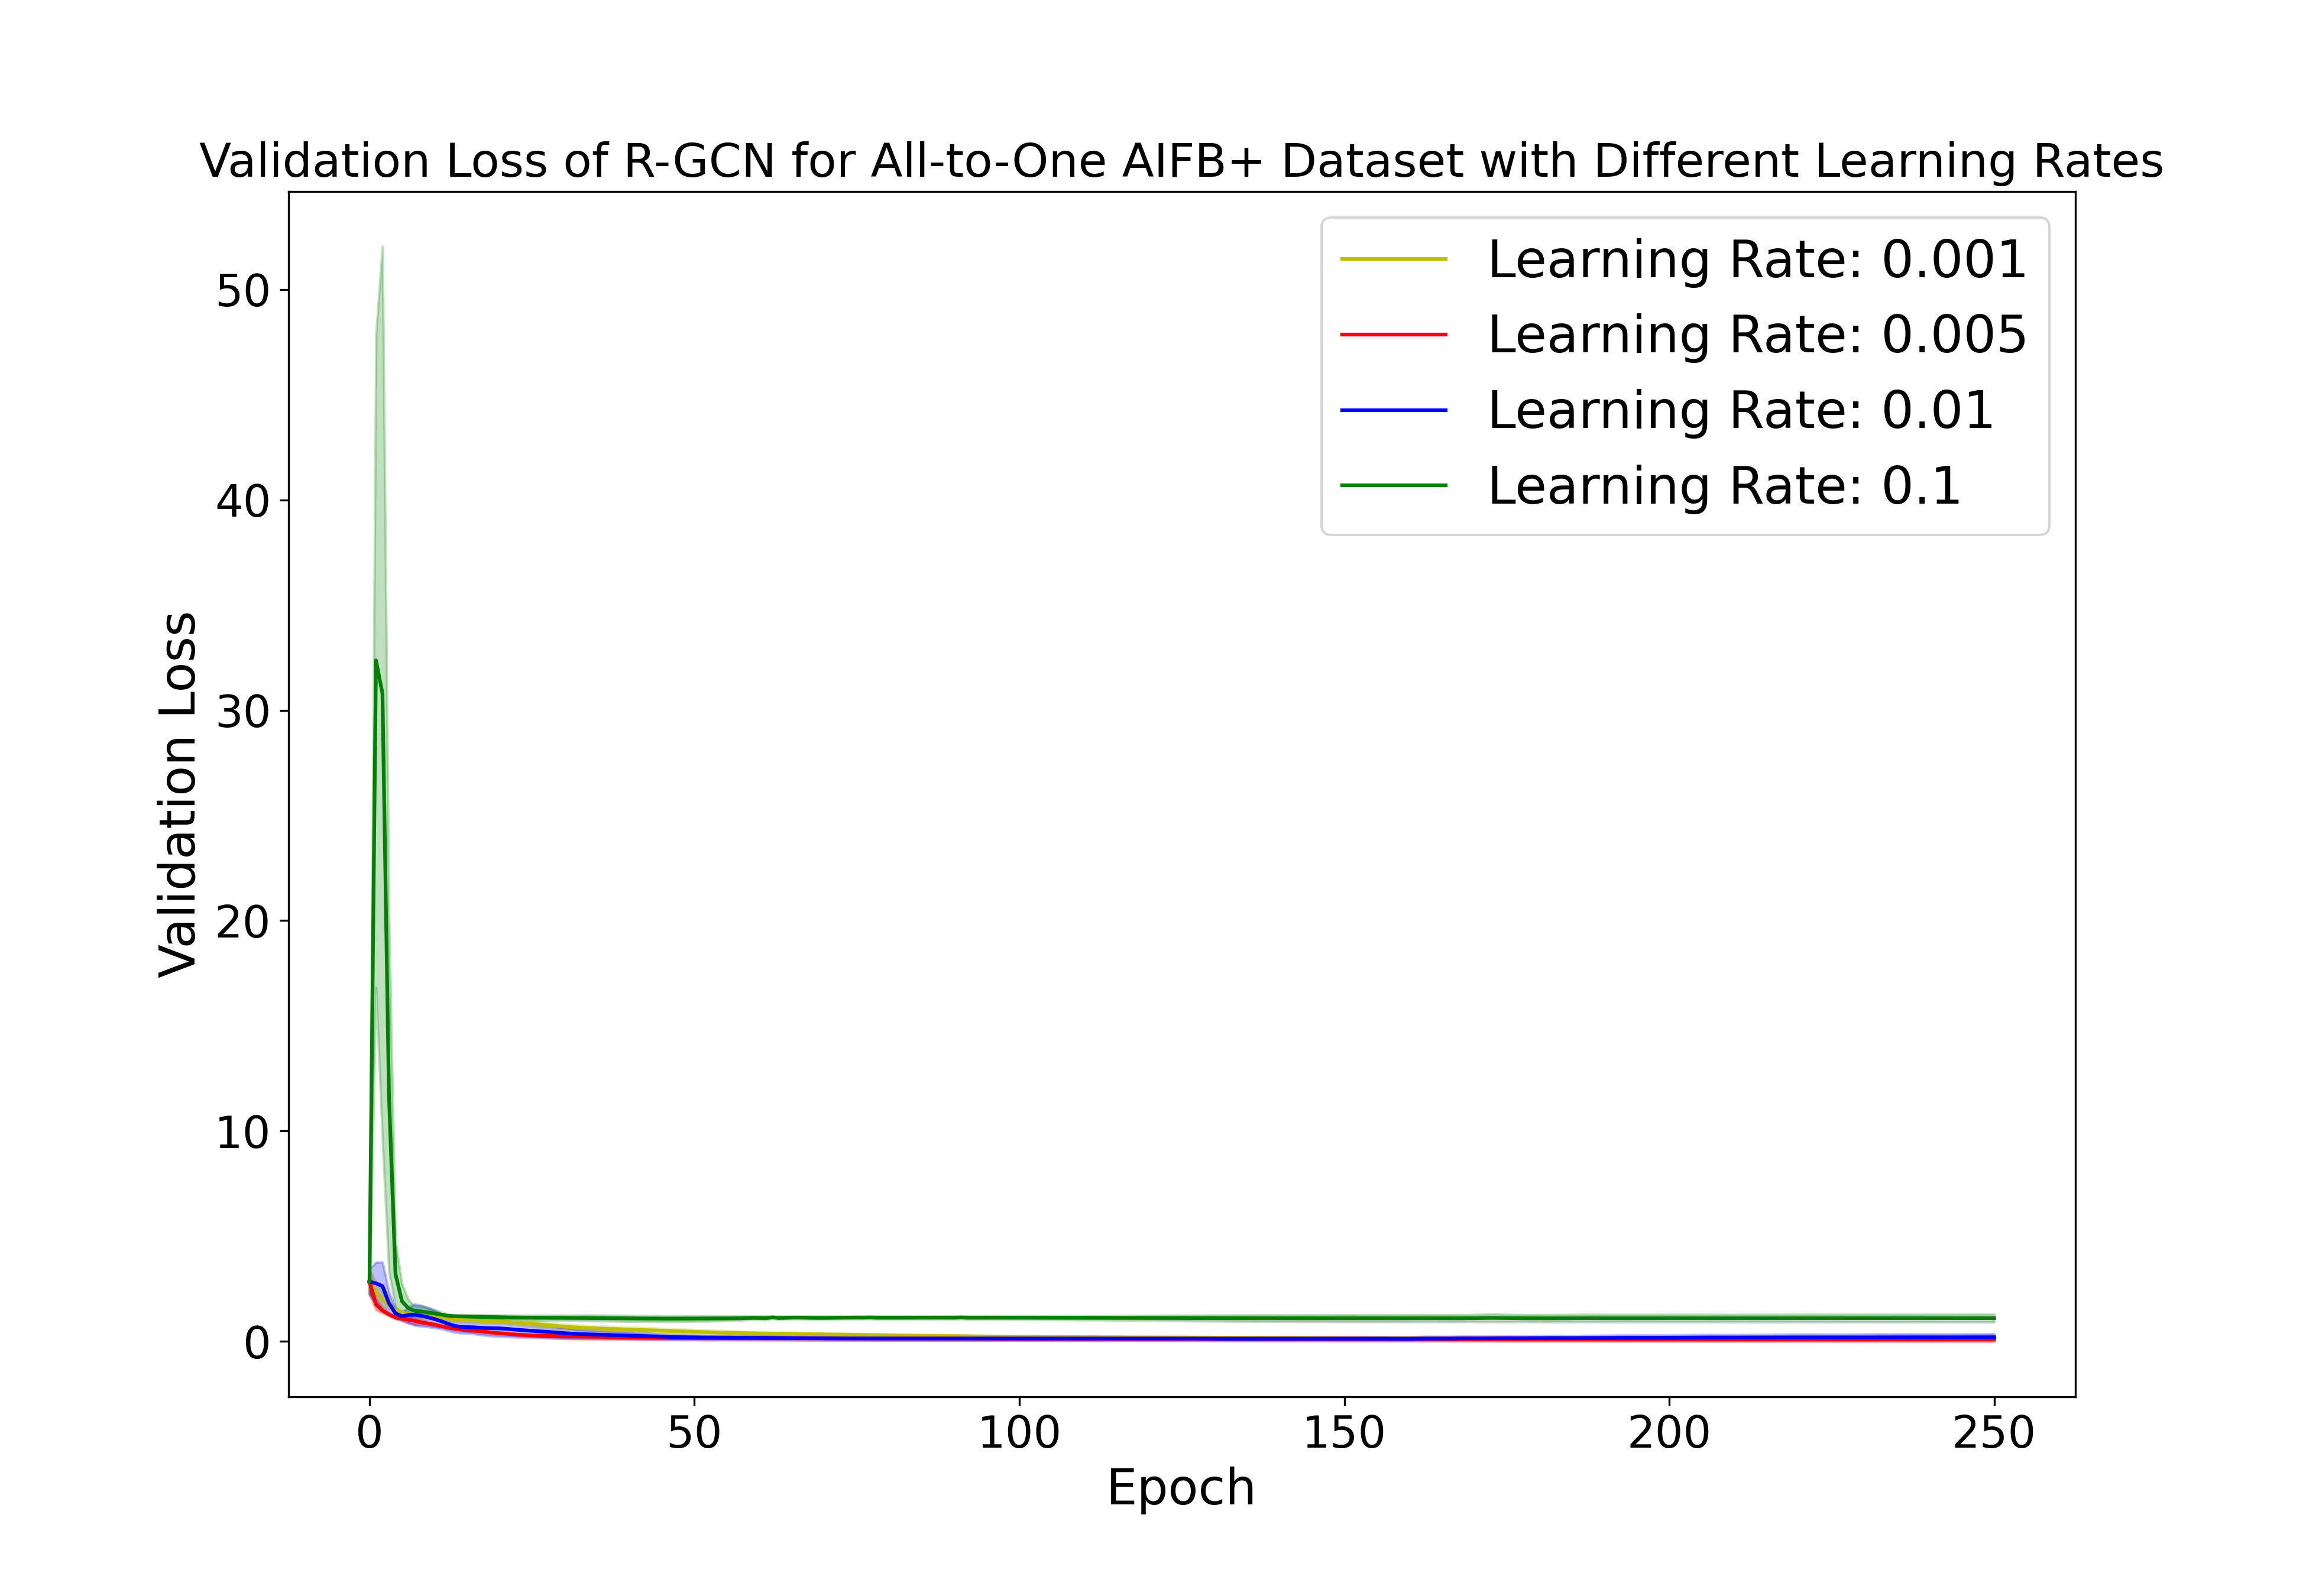 Validation Loss of R-GCN for All-to-One AIFB+ Dataset with Different Learning Rates
Learning Rate: 0.001
Learning Rate: 0.005
Learning Rate: 0.01
Learning Rate: 0.1
Validation Loss
50
40
30
20
10
0
0 50 100 150 200 250
Epoch